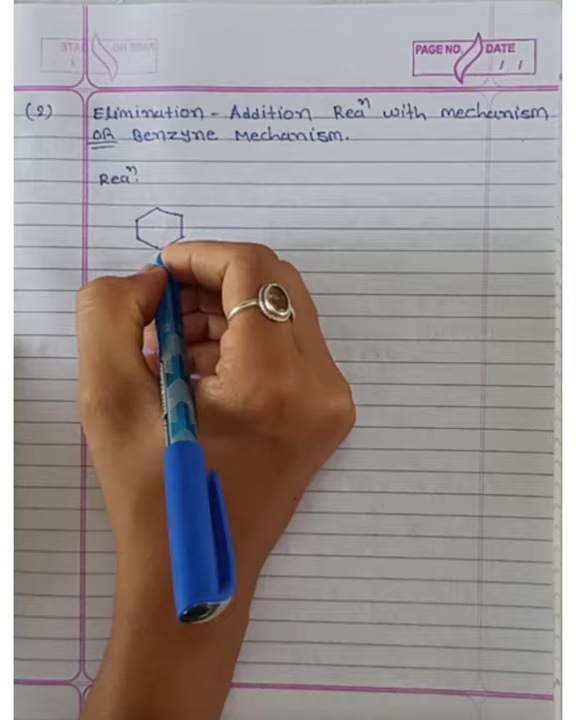 PAGE NO. DATE
/ /
(2) Elimination - Addition Reaⁿ with mechanism
OR Benzyne Mechanism.
Reaⁿ.